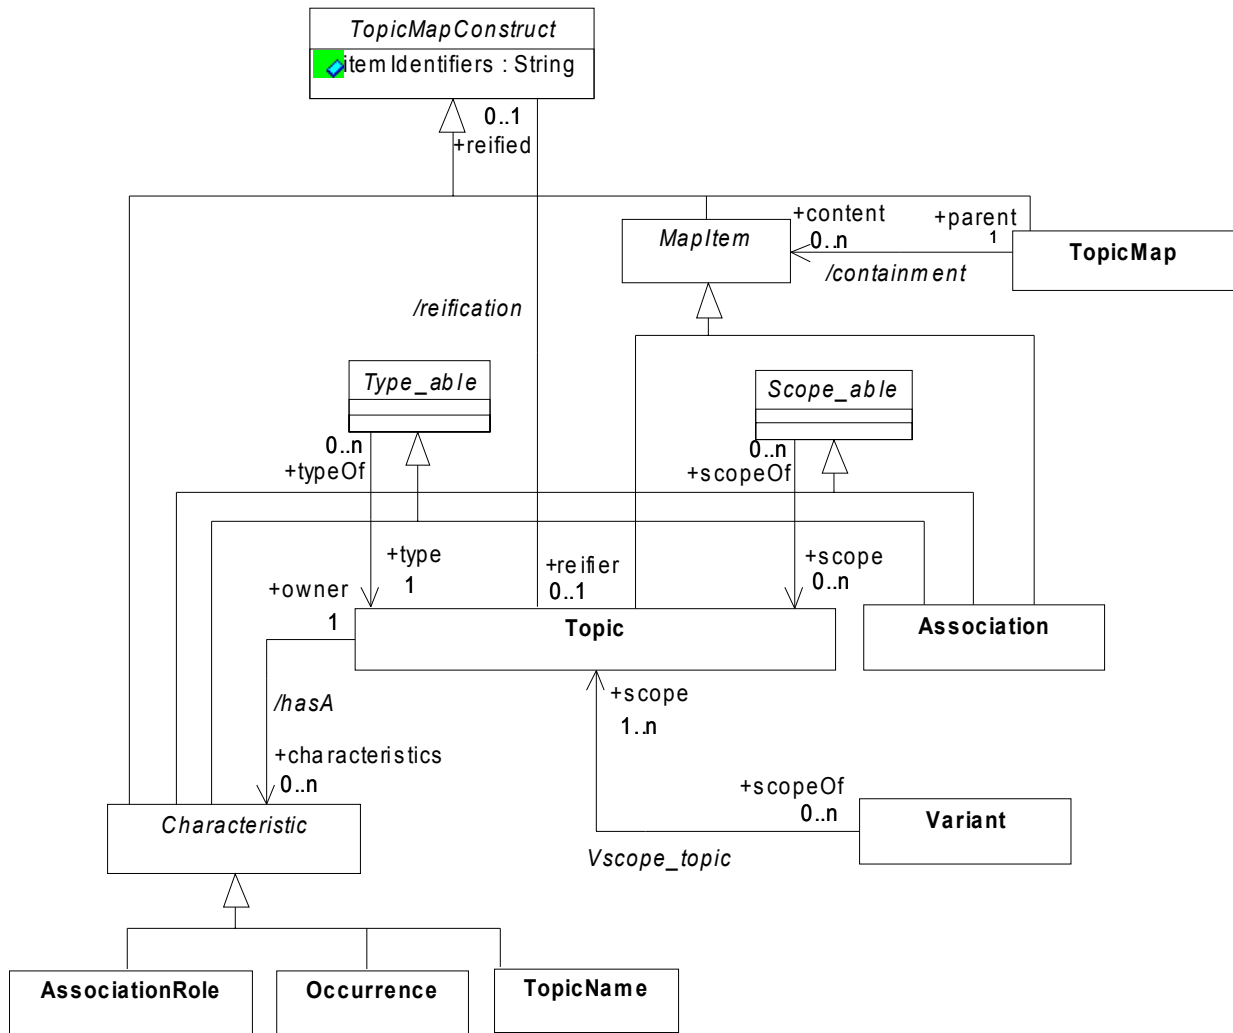 TopicMapConstruct
itemIdentifiers : String
0..1
+reified
+content
0..n
+parent
1
MapItem
TopicMap
/containment
/reification
Type_able
Scope_able
0..n
+typeOf
0..n
+scopeOf
+type
1
+reifier
0..1
+scope
0..n
+owner
1
Topic
Association
/hasA
+scope
1..n
+characteristics
0..n
+scopeOf
0..n
Characteristic
Variant
Vscope_topic
AssociationRole
Occurrence
TopicName